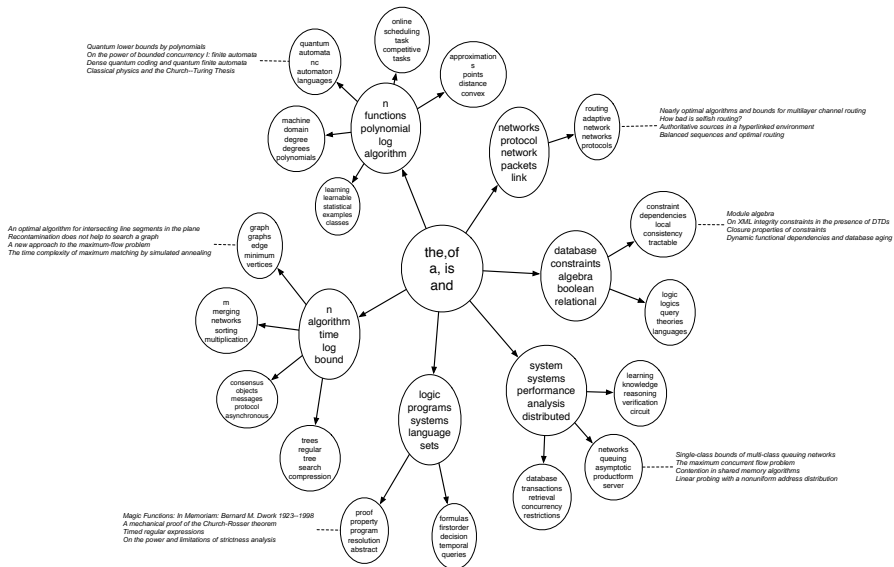 online
scheduling
task
competitive
tasks
quantum
automata
nc
automaton
languages
Quantum lower bounds by polynomials
On the power of bounded concurrency I: finite automata
Dense quantum coding and quantum finite automata
Classical physics and the Church--Turing Thesis
approximation
s
points
distance
convex
n
functions
polynomial
log
algorithm
machine
domain
degree
degrees
polynomials
learning
learnable
statistical
examples
classes
networks
protocol
network
packets
link
routing
adaptive
network
networks
protocols
Nearly optimal algorithms and bounds for multilayer channel routing
How bad is selfish routing?
Authoritative sources in a hyperlinked environment
Balanced sequences and optimal routing
the,of
a, is
and
database
constraints
algebra
boolean
relational
constraint
dependencies
local
consistency
tractable
Module algebra
On XML integrity constraints in the presence of DTDs
Closure properties of constraints
Dynamic functional dependencies and database aging
logic
logics
query
theories
languages
An optimal algorithm for intersecting line segments in the plane
Recontamination does not help to search a graph
A new approach to the maximum-flow problem
The time complexity of maximum matching by simulated annealing
graph
graphs
edge
minimum
vertices
m
merging
networks
sorting
multiplication
n
algorithm
time
log
bound
consensus
objects
messages
protocol
asynchronous
trees
regular
tree
search
compression
logic
programs
systems
language
sets
proof
property
program
resolution
abstract
Magic Functions: In Memoriam: Bernard M. Dwork 1923--1998
A mechanical proof of the Church-Rosser theorem
Timed regular expressions
On the power and limitations of strictness analysis
formulas
firstorder
decision
temporal
queries
system
systems
performance
analysis
distributed
learning
knowledge
reasoning
verification
circuit
networks
queuing
asymptotic
productform
server
Single-class bounds of multi-class queuing networks
The maximum concurrent flow problem
Contention in shared memory algorithms
Linear probing with a nonuniform address distribution
database
transactions
retrieval
concurrency
restrictions